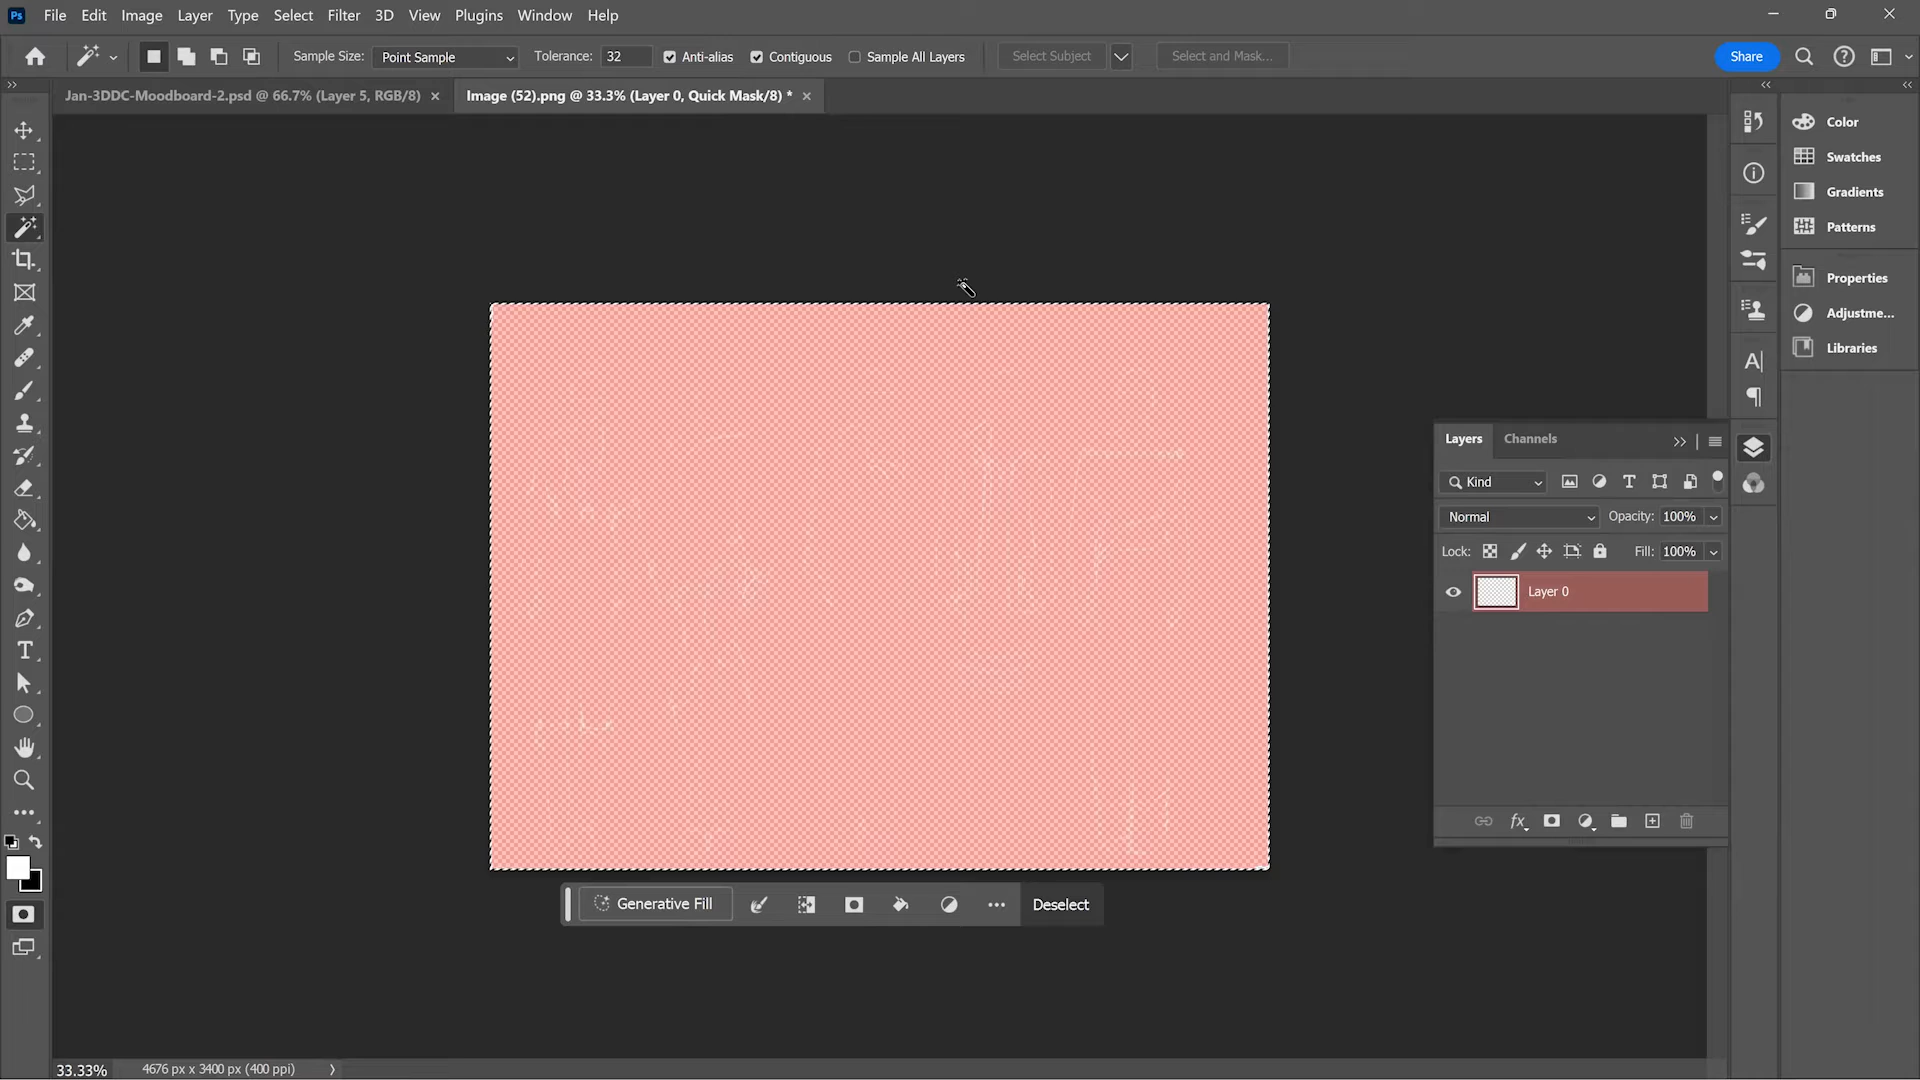 Ps File Edit Image Layer Type Select Filter 3D View Plugins Window Help
Sample Size: Point Sample Tolerance: 32 Anti-alias Contiguous Sample All Layers Select Subject Select and Mask... Share
Jan-3DDC-Moodboard-2.psd @ 66.7% (Layer 5, RGB/8) × Image (52).png @ 33.3% (Layer 0, Quick Mask/8) * ×
Color
Swatches
Gradients
Patterns
Properties
Adjustme...
Libraries
Layers Channels
Kind
Normal Opacity: 100%
Lock: Fill: 100%
Layer 0
fx
Generative Fill Deselect
33.33% 4676 px x 3400 px (400 ppi)